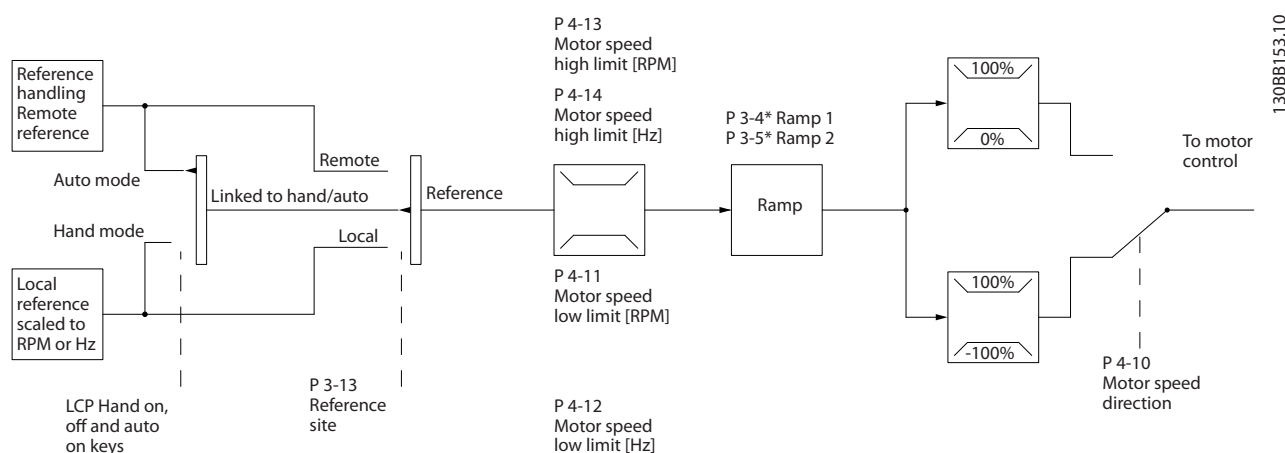 P 4-13
Motor speed
high limit [RPM]
P 4-14
Motor speed
high limit [Hz]
130BB153.10
Reference
handling
Remote
reference
P 3-4* Ramp 1
P 3-5* Ramp 2
100%
0%
To motor
control
Auto mode
Remote
Linked to hand/auto
Reference
Ramp
Hand mode
Local
Local
reference
scaled to
RPM or Hz
P 4-11
Motor speed
low limit [RPM]
100%
-100%
P 4-10
Motor speed
direction
LCP Hand on,
off and auto
on keys
P 3-13
Reference
site
P 4-12
Motor speed
low limit [Hz]